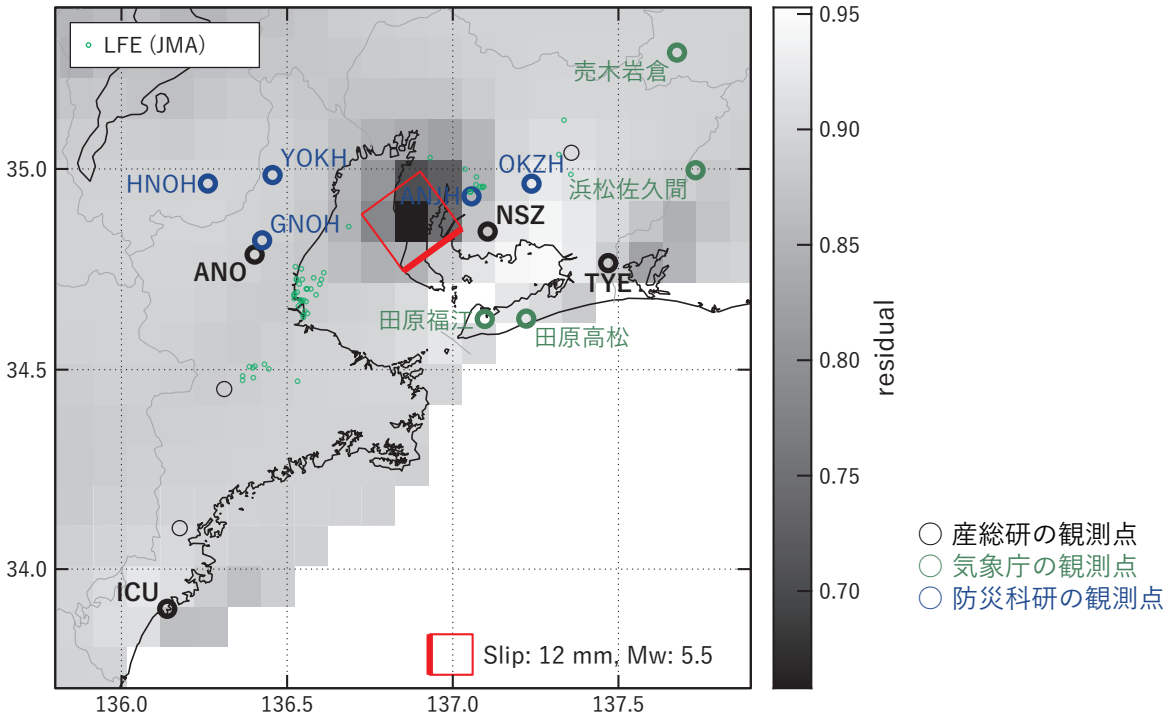 LFE (JMA)
売木岩倉
YOKH
HNOH
OKZH
浜松佐久間
ANJH
NSZ
GNOH
ANO
TYE
田原福江
田原高松
ICU
Slip: 12 mm, Mw: 5.5
35.0
34.5
34.0
136.0
136.5
137.0
137.5
0.95
0.90
0.85
0.80
0.75
0.70
residual
産総研の観測点
気象庁の観測点
防災科研の観測点